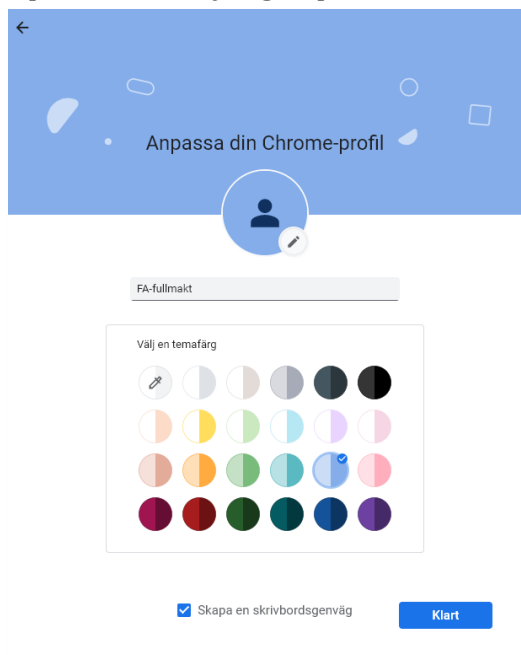 Anpassa din Chrome-profil
FA-fullmakt
Välj en temafärg
Skapa en skrivbordsgenväg
Klart